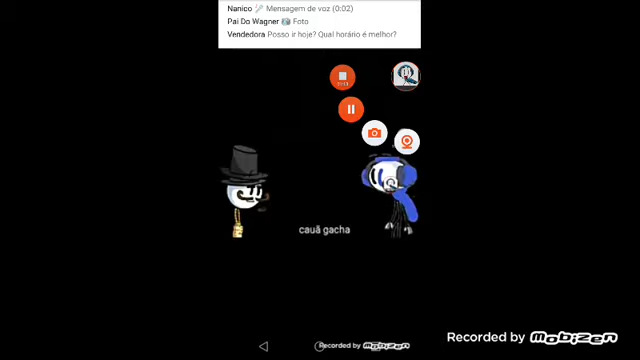 Nanico 🎤 Mensagem de voz (0:02)
Pai Do Wagner 📷 Foto
Vendedora Posso ir hoje? Qual horário é melhor?
cauã gacha
Recorded by Mobizen
Recorded by Mobizen